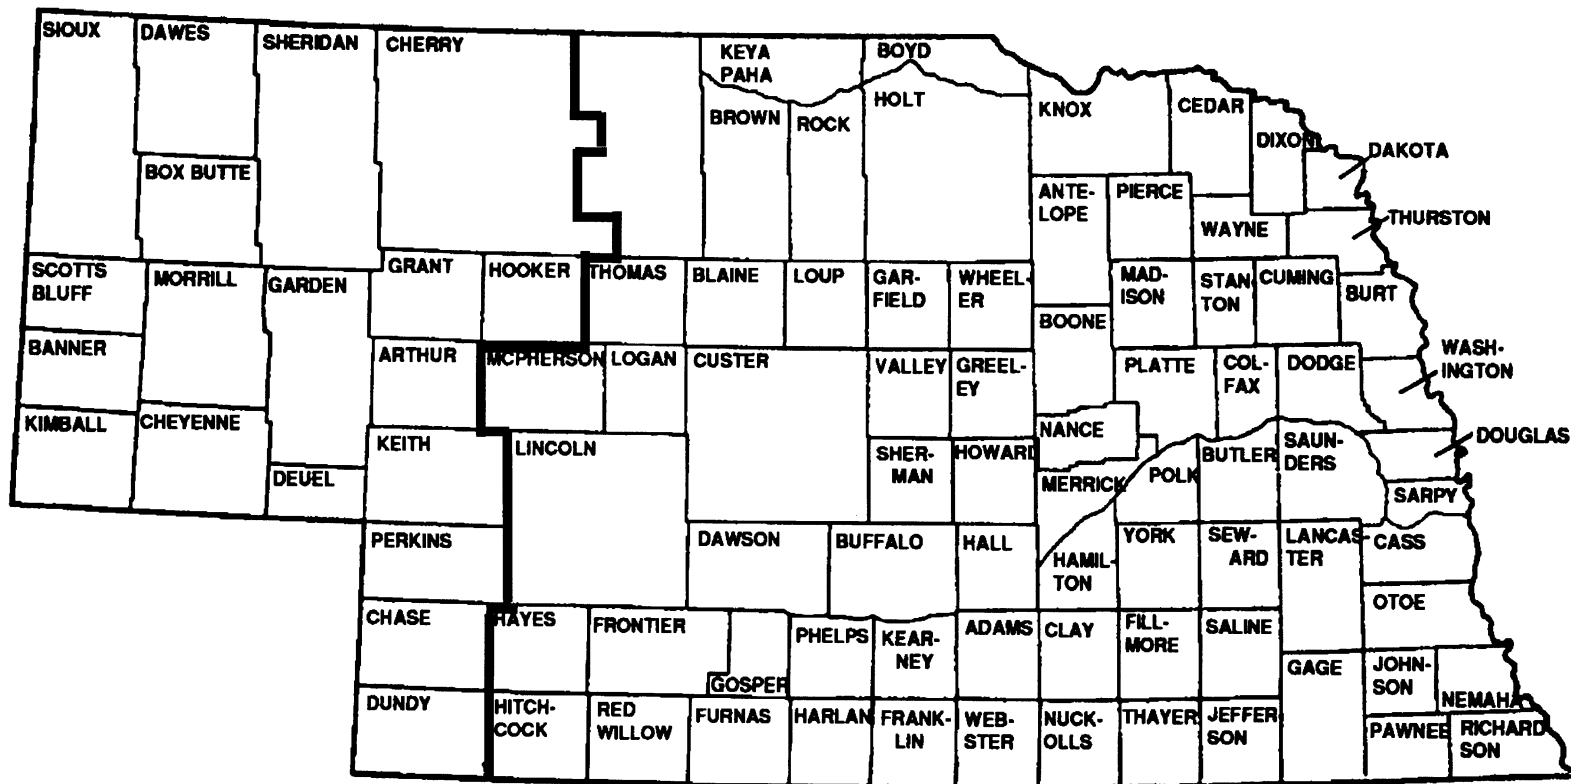 SIOUX
DAWES
SHERIDAN
CHERRY
KEYA
PAHA
BOYD
HOLT
BROWN
ROCK
KNOX
CEDAR
DIXON
DAKOTA
BOX BUTTE
ANTE-
LOPE
PIERCE
WAYNE
THURSTON
SCOTTS
BLUFF
MORRILL
GARDEN
GRANT
HOOKER
THOMAS
BLAINE
LOUP
GAR-
FIELD
WHEEL-
ER
MAD-
ISON
STAN-
TON
CUMING
BURT
BANNER
ARTHUR
MCPHERSON
LOGAN
CUSTER
VALLEY
GREEL-
EY
BOONE
PLATTE
COL-
FAX
DODGE
WASH-
INGTON
KIMBALL
CHEYENNE
KEITH
LINCOLN
SHER-
MAN
HOWARD
NANCE
MERRICK
POLK
BUTLER
SAUN-
DERS
DOUGLAS
DEUEL
SARPY
PERKINS
DAWSON
BUFFALO
HALL
HAMIL-
TON
YORK
SEW-
ARD
LANCAS-
TER
CASS
OTOE
CHASE
HAYES
FRONTIER
GOSPER
PHELPS
KEAR-
NEY
ADAMS
CLAY
FILL-
MORE
SALINE
GAGE
JOHN-
SON
NEMAHA
DUNDY
HITCH-
COCK
RED
WILLOW
FURNAS
HARLAN
FRANK-
LIN
WEB-
STER
NUCK-
OLLS
THAYER
JEFFER
SON
PAWNEE
RICHARD
SON